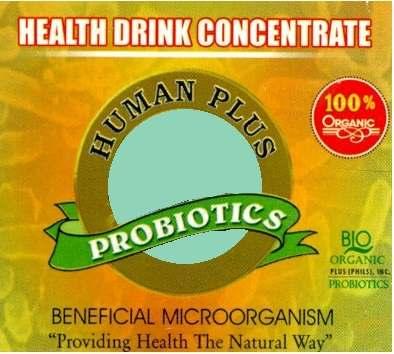 HEALTH DRINK CONCENTRATE
HUMAN PLUS
100%
ORGANIC
PROBIOTICS
BIO
ORGANIC
PLUS (PHILS), INC.
PROBIOTICS
BENEFICIAL MICROORGANISM
"Providing Health The Natural Way"